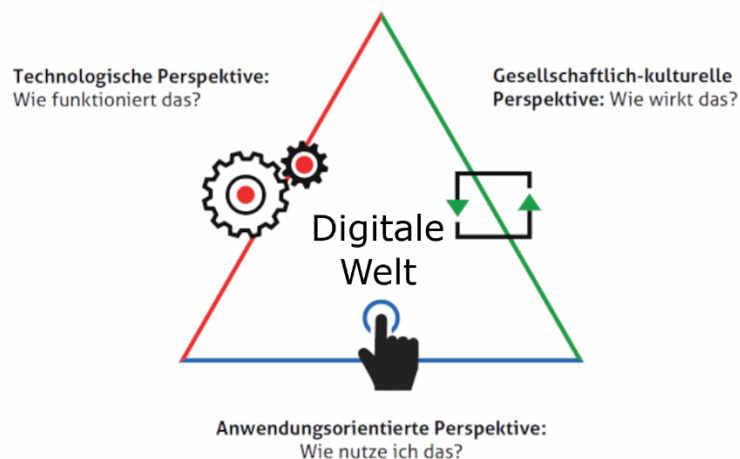 Technologische Perspektive:
Wie funktioniert das?
Gesellschaftlich-kulturelle
Perspektive: Wie wirkt das?
Digitale
Welt
Anwendungsorientierte Perspektive:
Wie nutze ich das?